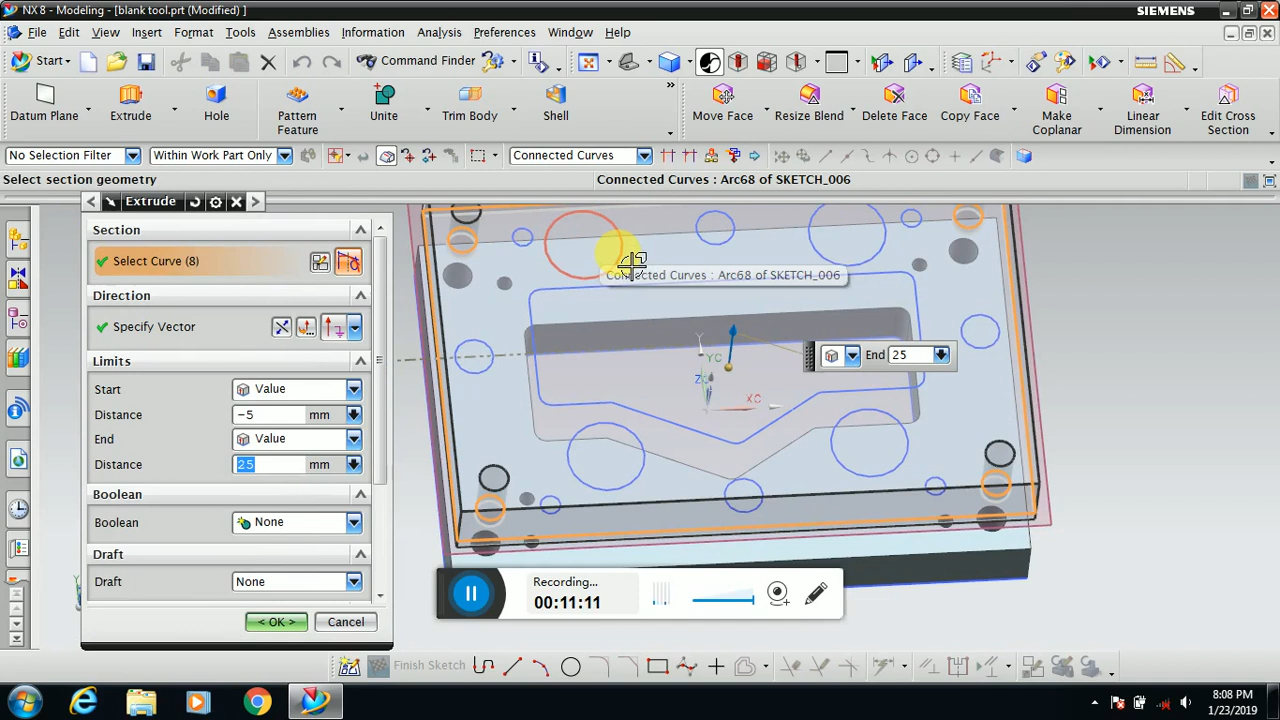 NX 8 - Modeling - [blank tool.prt (Modified) ]
SIEMENS
File Edit View Insert Format Tools Assemblies Information Analysis Preferences Window Help
Start Command Finder
Datum Plane Extrude Hole Pattern Feature Unite Trim Body Shell Move Face Resize Blend Delete Face Copy Face Make Coplanar Linear Dimension Edit Cross Section
No Selection Filter Within Work Part Only Connected Curves
Select section geometry Connected Curves : Arc68 of SKETCH_006
Extrude
Section
Select Curve (8)
Connected Curves : Arc68 of SKETCH_006
Direction
Specify Vector
Y
YC
End 25
Limits
Z
XC
Start Value
Distance -5 mm
End Value
Distance 25 mm
Boolean
Boolean None
Draft
Draft None
Recording...
00:11:11
< OK > Cancel
Finish Sketch
8:08 PM
1/23/2019